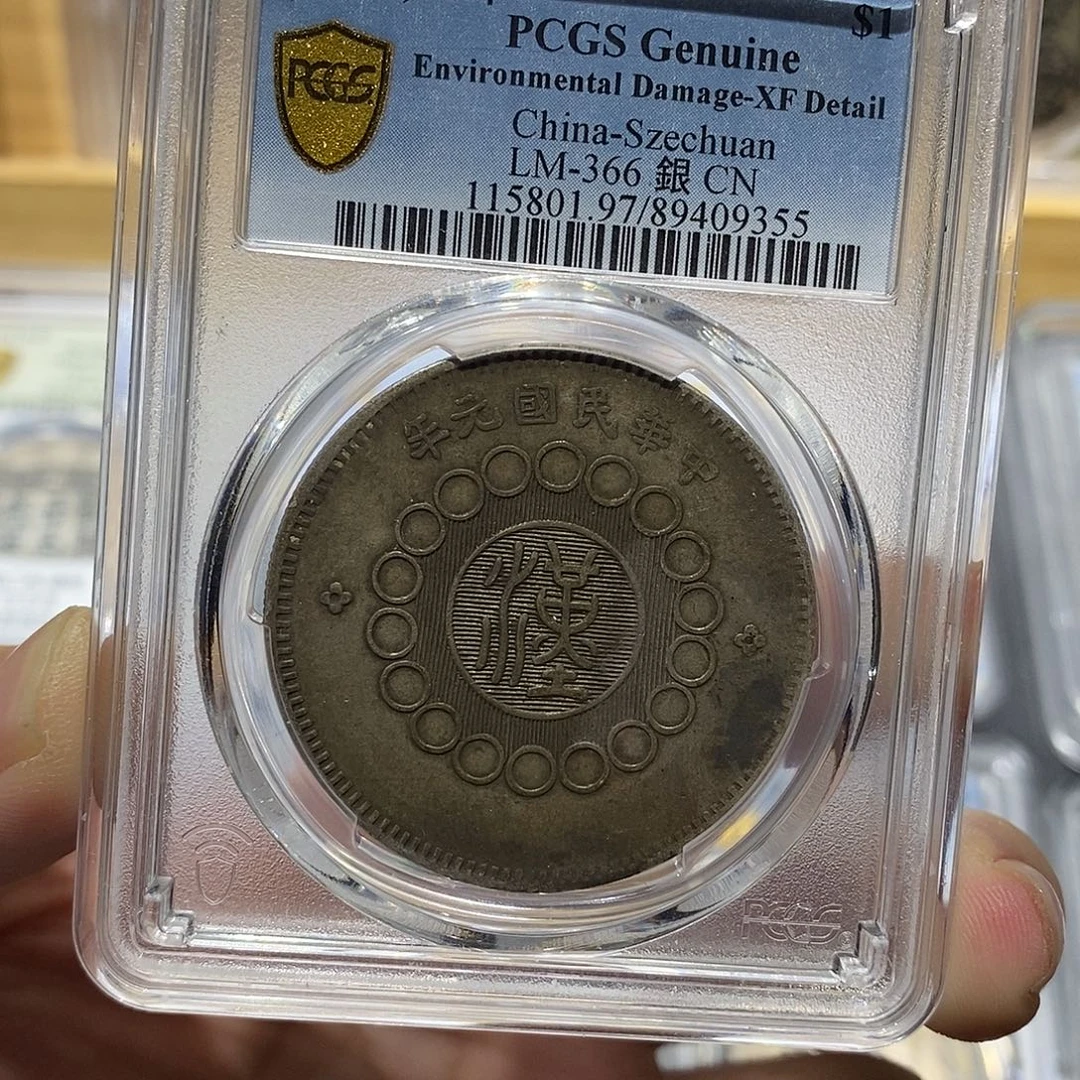 $1
PCGS Genuine
Environmental Damage-XF Detail
China-Szechuan
LM-366 銀 CN
115801.97/89409355
PCGS
年元國民華中
漢
PCGS